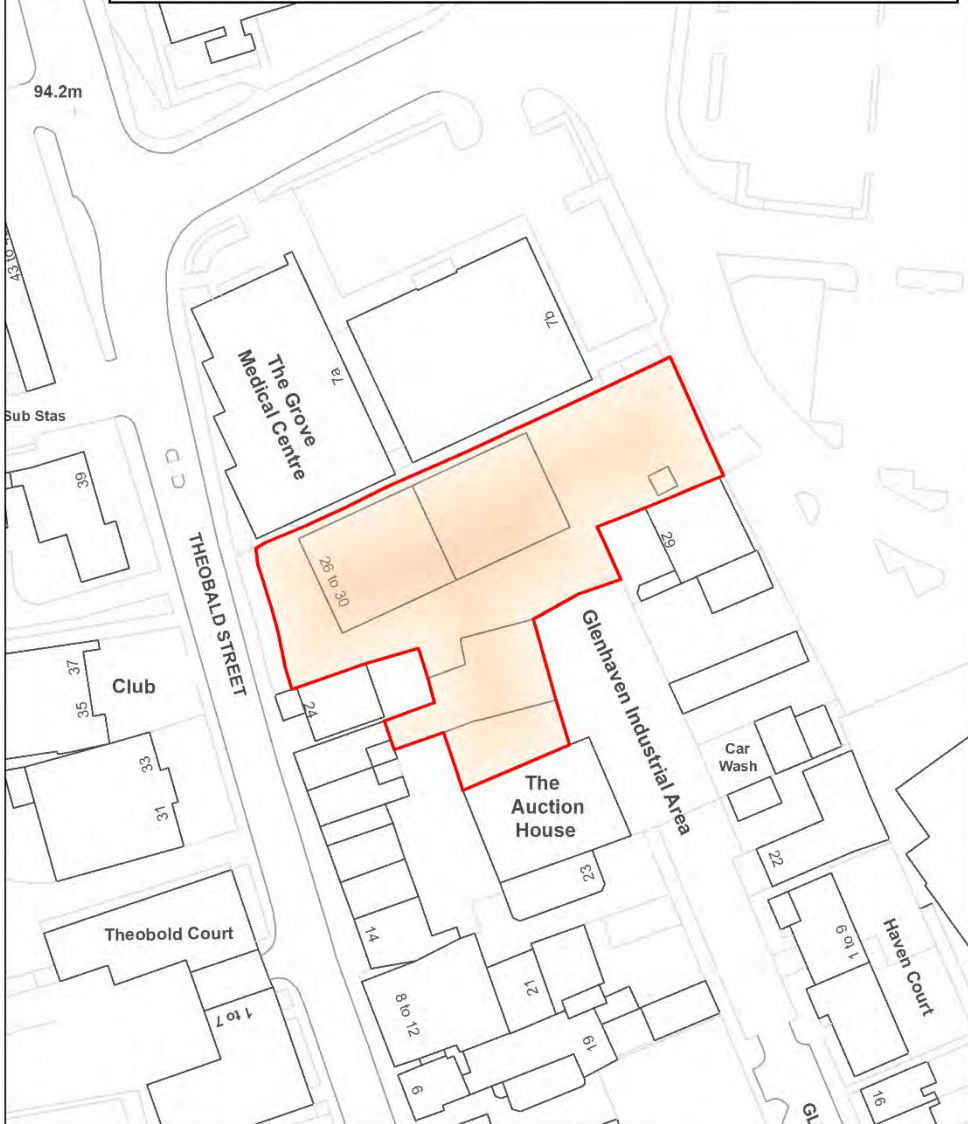 94.2m
43 to
The Grove
Medical Centre
7a
7b
Sub Stas
39
THEOBALD STREET
26 to 30
29
37
35
Club
24
Glenhaven Industrial Area
33
31
Car
Wash
The
Auction
House
22
23
14
Theobold Court
1 to 9
Haven Court
21
8 to 12
1 to 7
19
6
16
GL